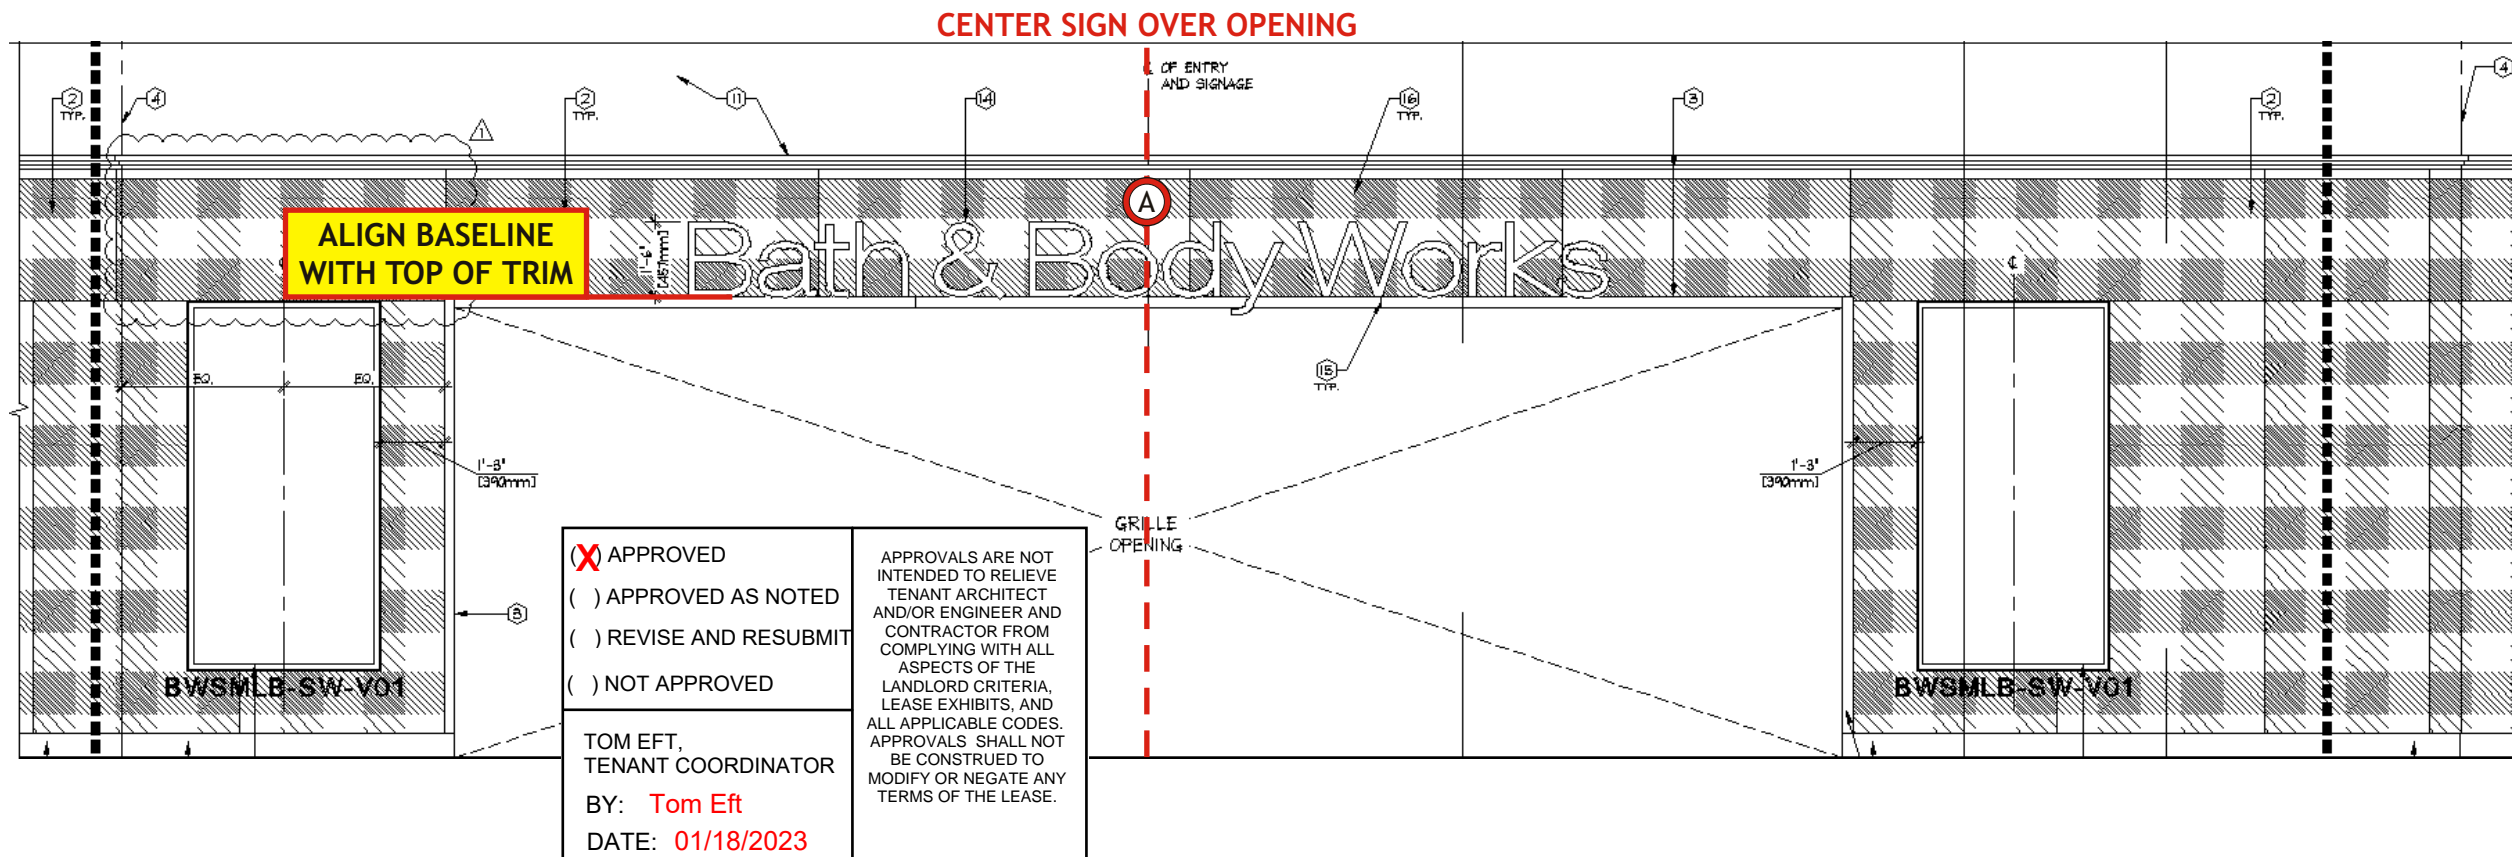 CENTER SIGN OVER OPENING
℄ OF ENTRY
AND SIGNAGE
2
TYP.
4
2
TYP.
11
14
16
TYP.
3
2
TYP.
4
1
A
ALIGN BASELINE
WITH TOP OF TRIM
1'-6"
[457mm]
Bath & Body Works
℄
EQ.
EQ.
15
TYP.
1'-3"
[390mm]
1'-3"
[390mm]
GRILLE
OPENING
3
BWSMLB-SW-V01
BWSMLB-SW-V01
(X) APPROVED
( ) APPROVED AS NOTED
( ) REVISE AND RESUBMIT
( ) NOT APPROVED
TOM EFT,
TENANT COORDINATOR
BY: Tom Eft
DATE: 01/18/2023
APPROVALS ARE NOT
INTENDED TO RELIEVE
TENANT ARCHITECT
AND/OR ENGINEER AND
CONTRACTOR FROM
COMPLYING WITH ALL
ASPECTS OF THE
LANDLORD CRITERIA,
LEASE EXHIBITS, AND
ALL APPLICABLE CODES.
APPROVALS SHALL NOT
BE CONSTRUED TO
MODIFY OR NEGATE ANY
TERMS OF THE LEASE.